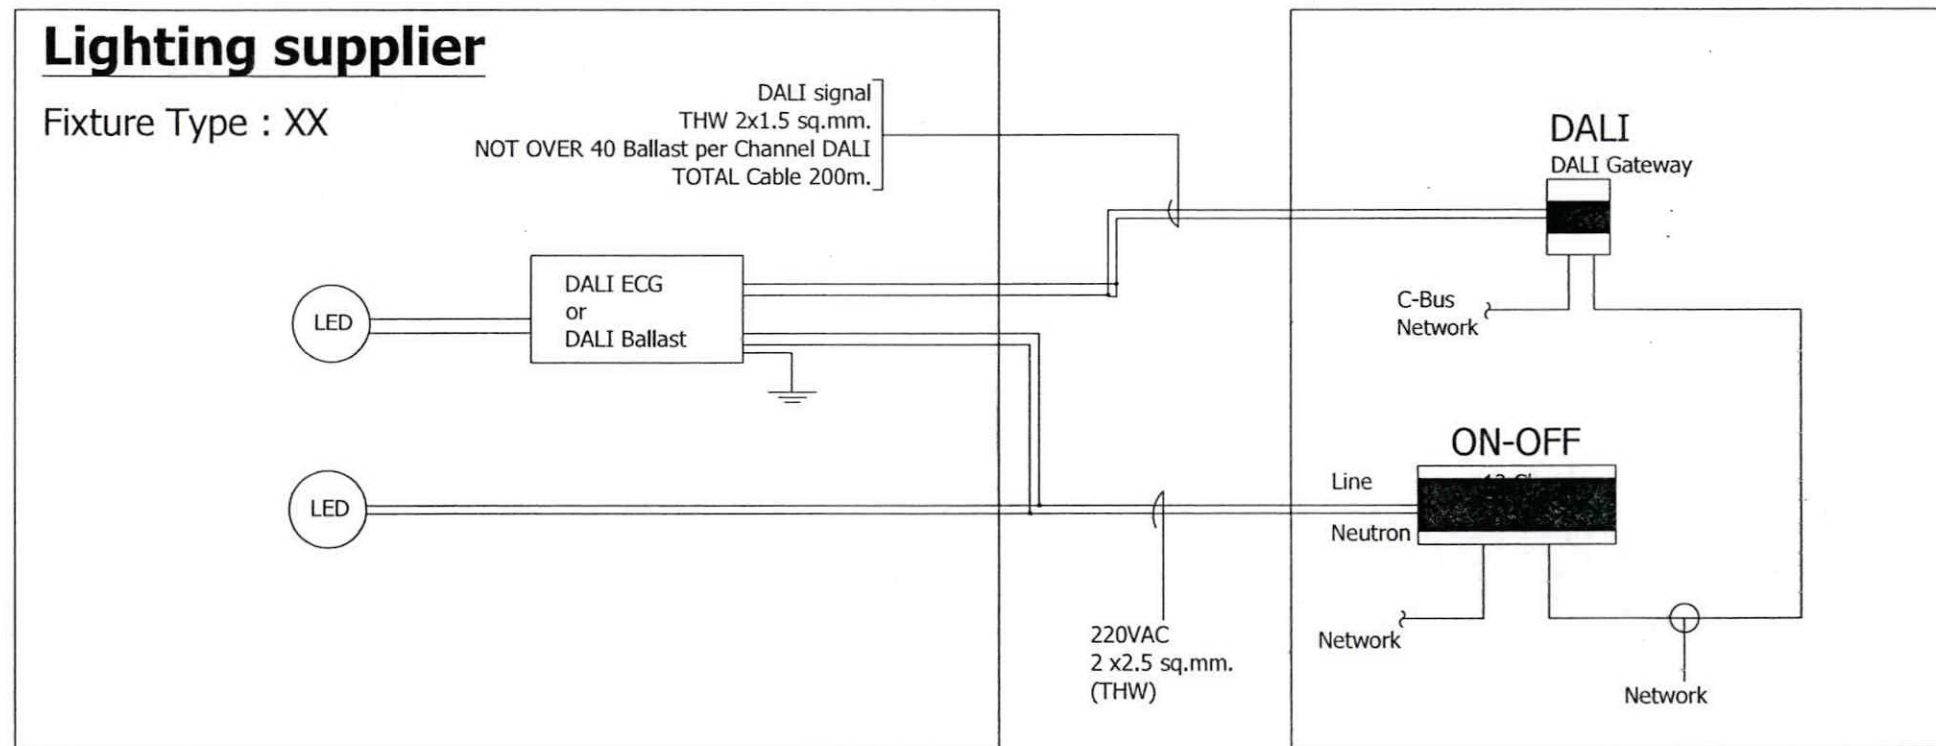 Lighting supplier
Fixture Type : XX
DALI signal
THW 2x1.5 sq.mm.
NOT OVER 40 Ballast per Channel DALI
TOTAL Cable 200m.
DALI
DALI Gateway
LED
DALI ECG
or
DALI Ballast
C-Bus
Network
LED
ON-OFF
Line
Neutron
220VAC
2 x2.5 sq.mm.
(THW)
Network
Network